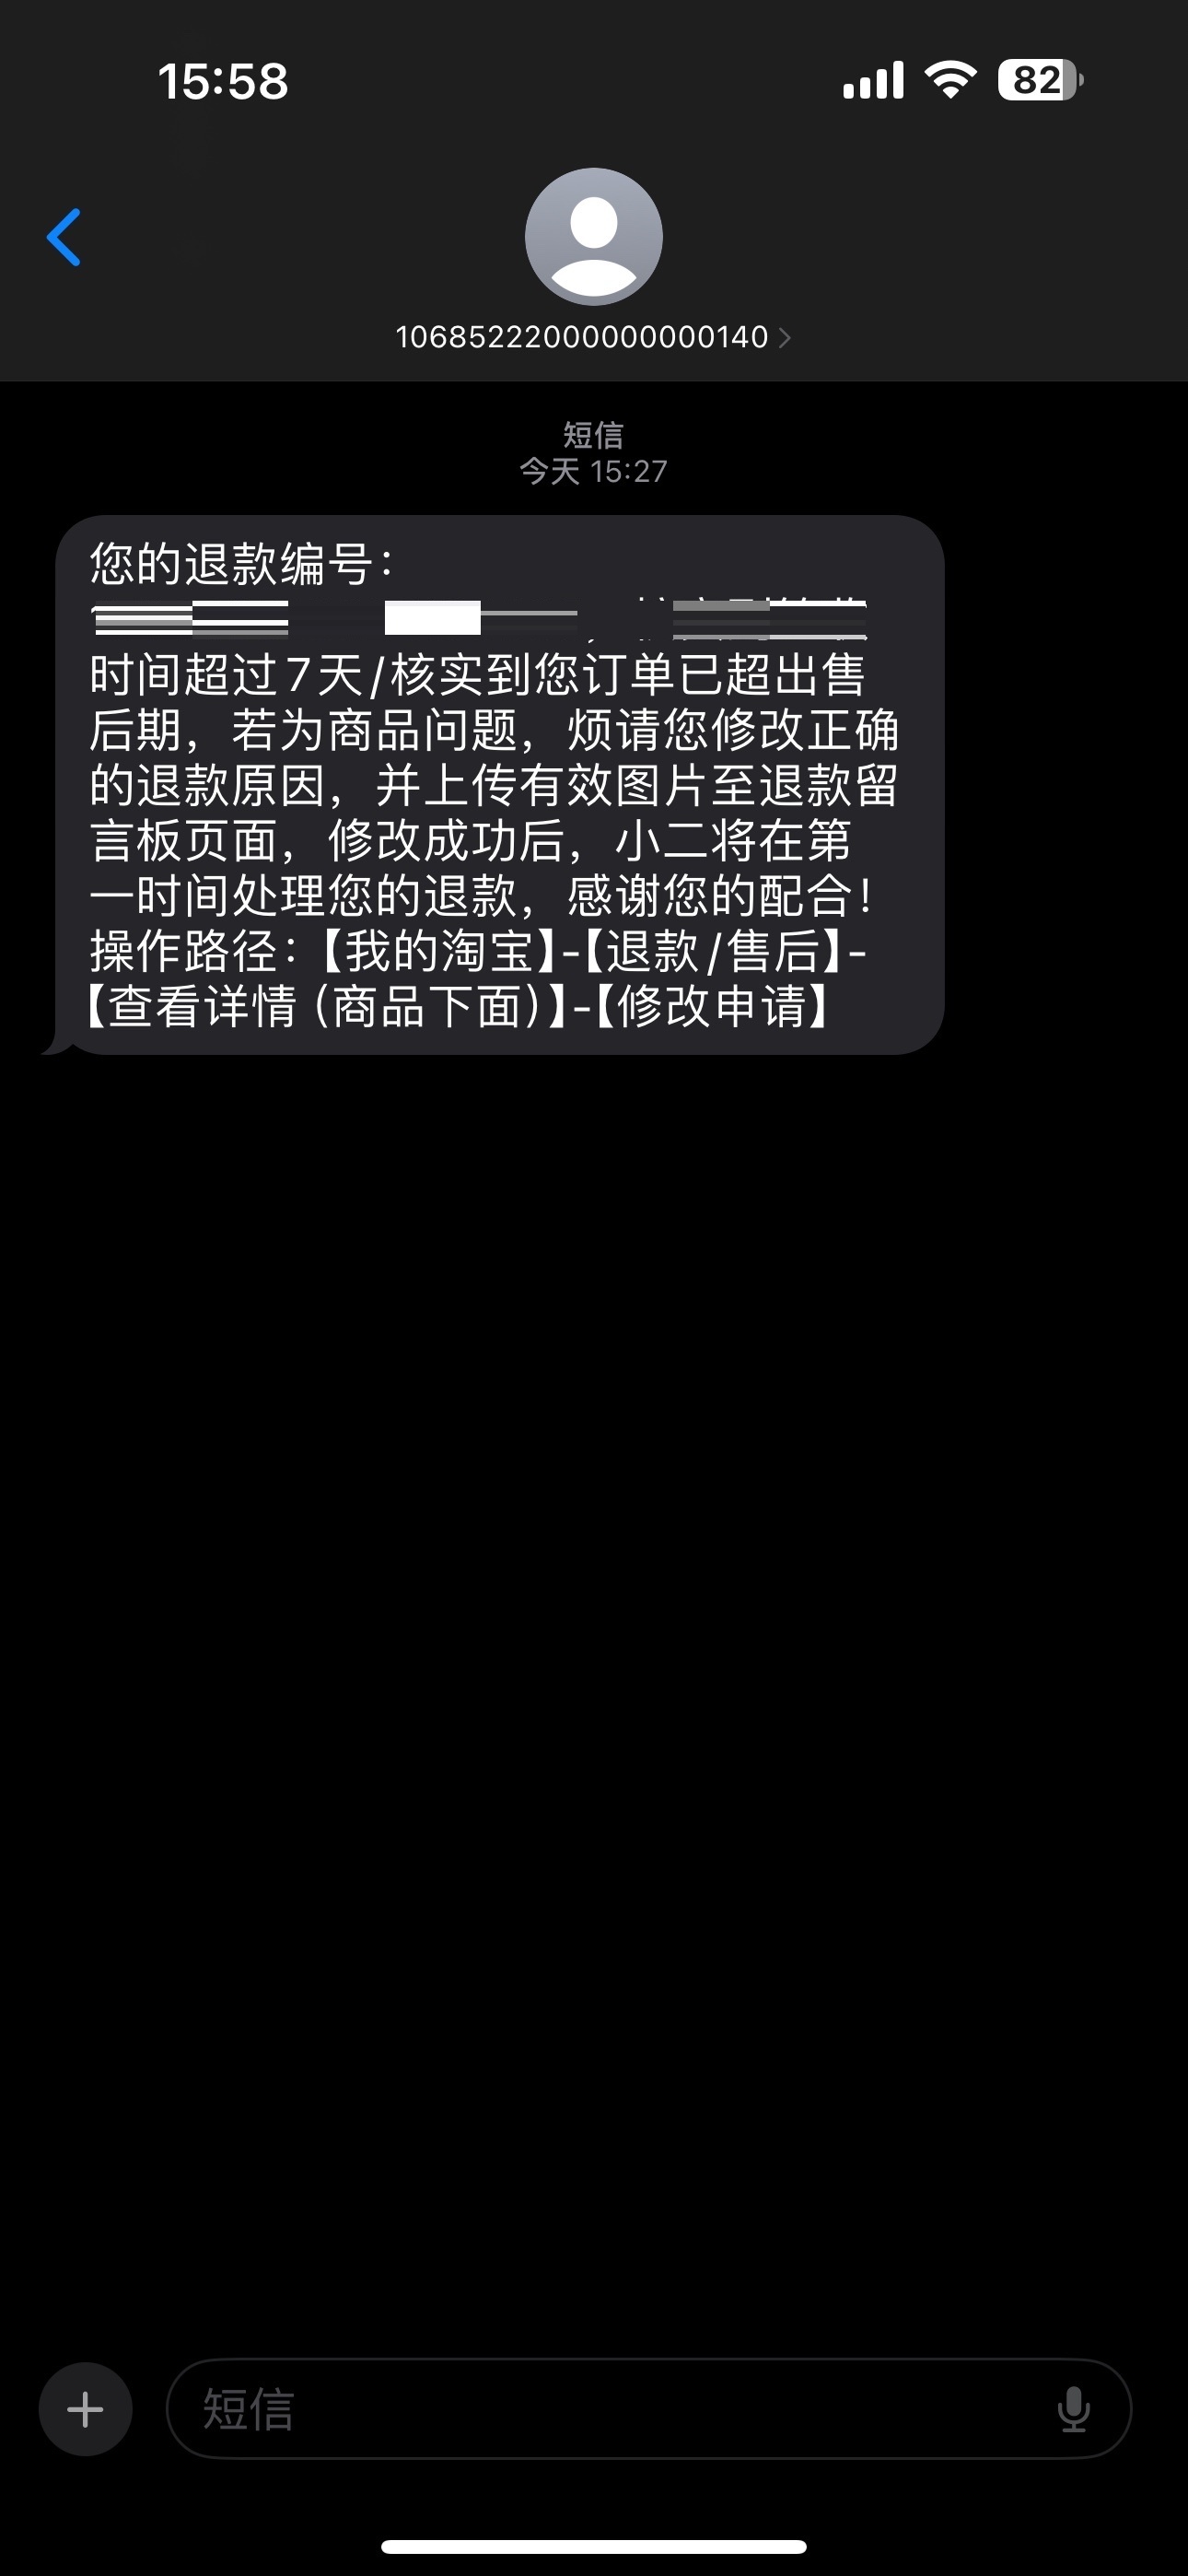 15:58
82
10685222000000000140
短信
今天 15:27
您的退款编号：
时间超过7天/核实到您订单已超出售
后期，若为商品问题，烦请您修改正确
的退款原因，并上传有效图片至退款留
言板页面，修改成功后，小二将在第
一时间处理您的退款，感谢您的配合！
操作路径：【我的淘宝】-【退款/售后】-
【查看详情（商品下面）】-【修改申请】
短信